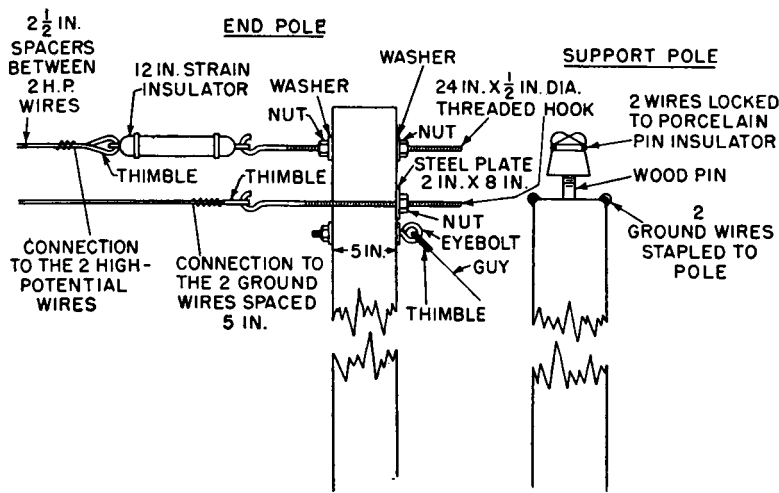 END POLE
SUPPORT POLE
2 1/2 IN.
SPACERS
BETWEEN
2 H.P.
WIRES
12 IN. STRAIN
INSULATOR
WASHER
NUT
WASHER
NUT
24 IN. X 1/2 IN. DIA.
THREADED HOOK
2 WIRES LOCKED
TO PORCELAIN
PIN INSULATOR
WOOD PIN
THIMBLE
THIMBLE
STEEL PLATE
2 IN. X 8 IN.
NUT
EYEBOLT
GUY
THIMBLE
5 IN.
CONNECTION
TO THE 2 HIGH-
POTENTIAL
WIRES
CONNECTION TO
THE 2 GROUND
WIRES SPACED
5 IN.
2
GROUND WIRES
STAPLED TO
POLE